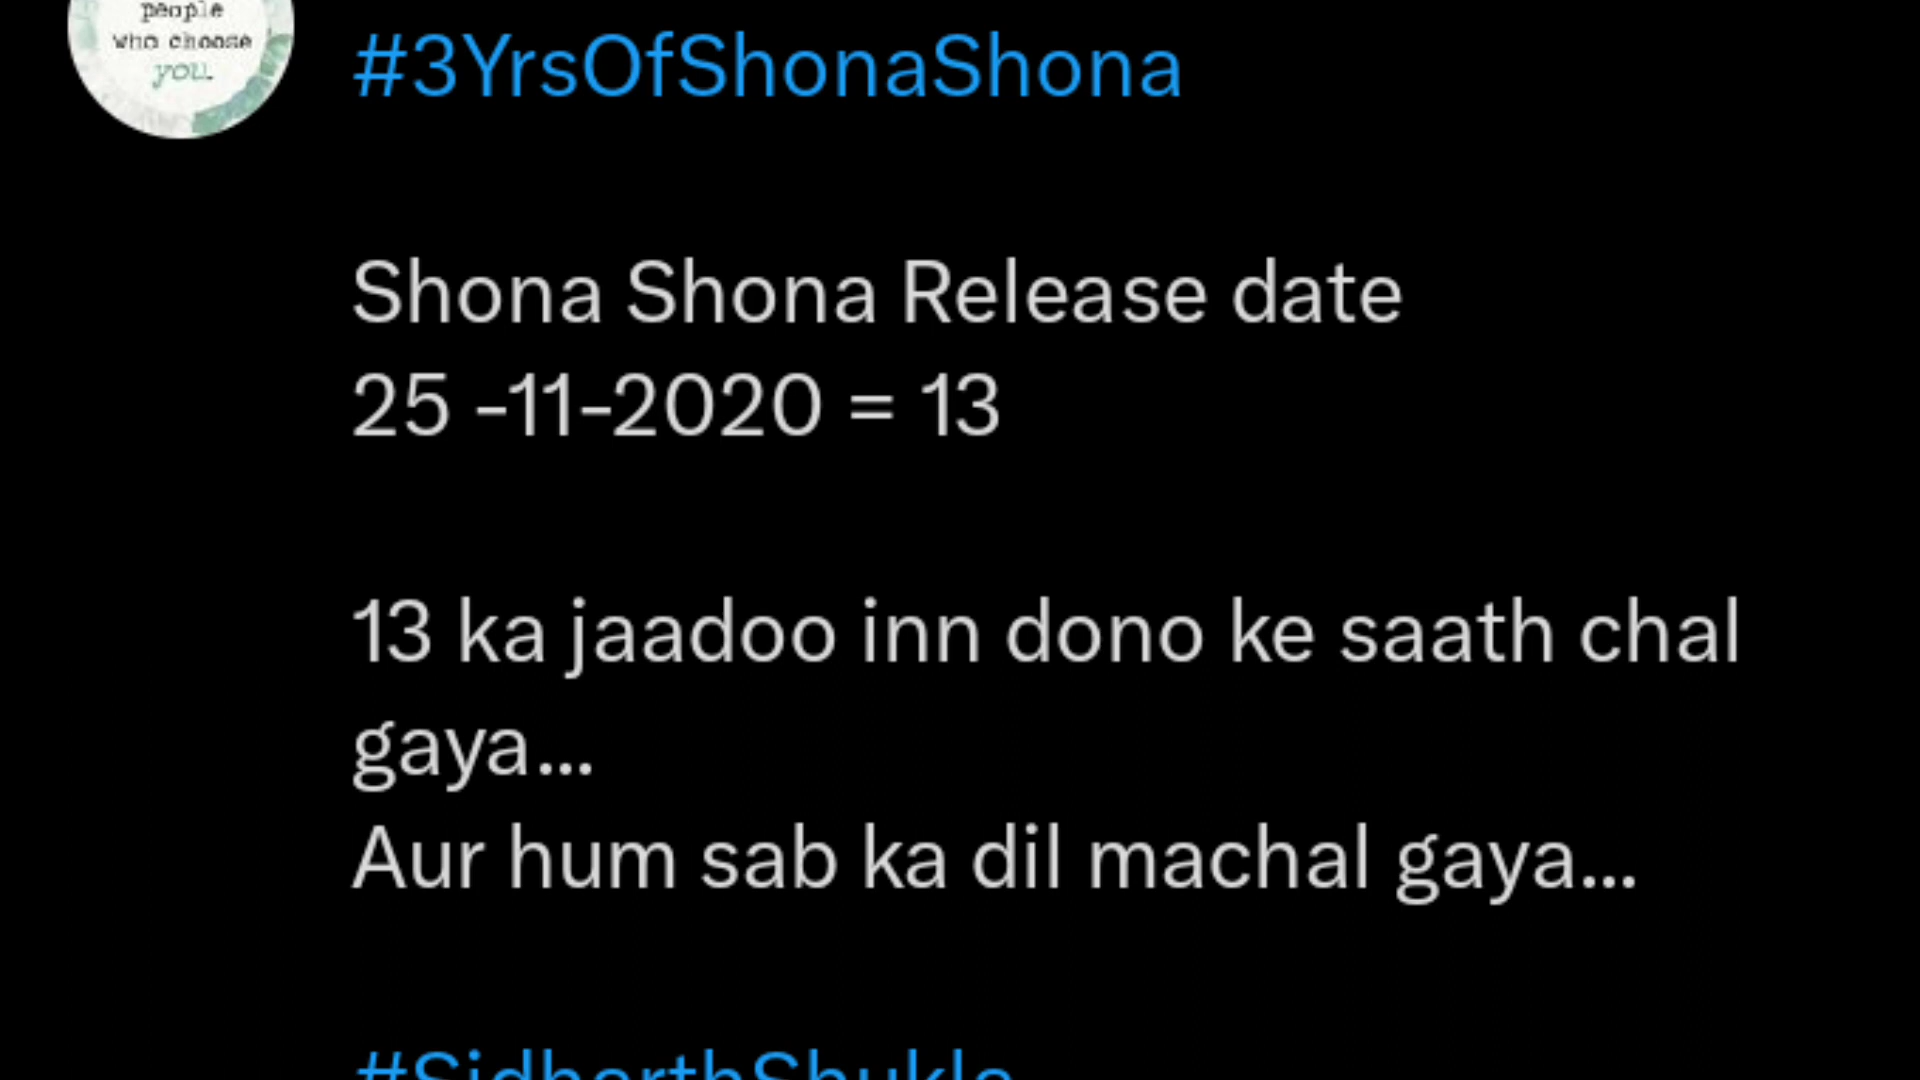 people
who choose
you.
#3YrsOfShonaShona
Shona Shona Release date
25 -11-2020 = 13
13 ka jaadoo inn dono ke saath chal
gaya...
Aur hum sab ka dil machal gaya...
#SidharthShukla